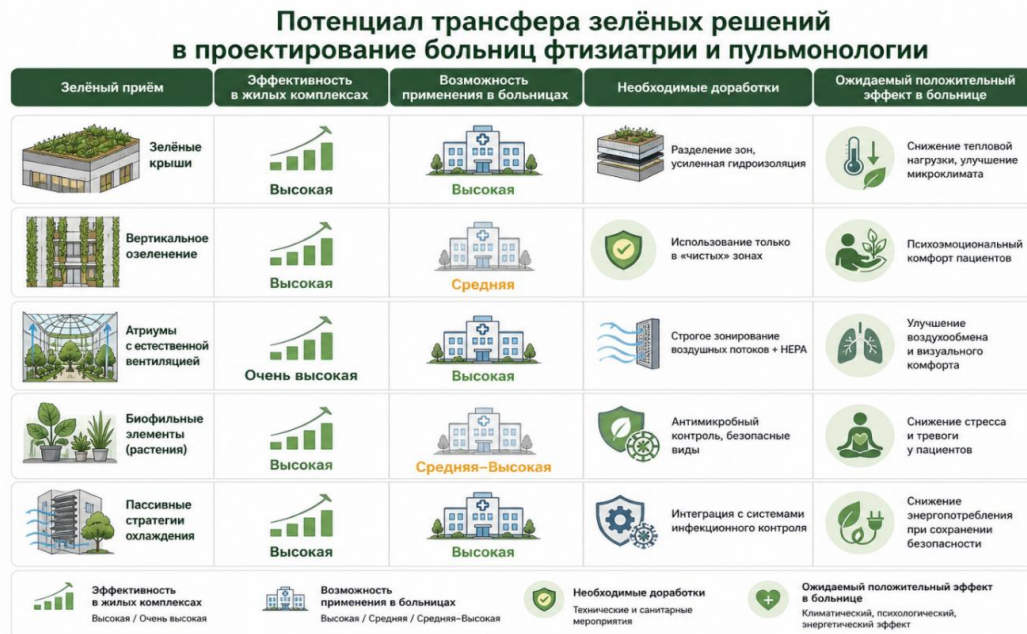 Потенциал трансфера зелёных решений
в проектирование больниц фтизиатрии и пульмонологии
Зелёный приём
Эффективность
в жилых комплексах
Возможность
применения в больницах
Необходимые доработки
Ожидаемый положительный
эффект в больнице
Зелёные
крыши
Высокая
Высокая
Разделение зон,
усиленная гидроизоляция
Снижение тепловой
нагрузки, улучшение
микроклимата
Вертикальное
озеленение
Высокая
Средняя
Использование только
в «чистых» зонах
Психоэмоциональный
комфорт пациентов
Атриумы
с естественной
вентиляцией
Очень высокая
Высокая
Строгое зонирование
воздушных потоков + HEPA
Улучшение
воздухообмена
и визуального
комфорта
Биофильные
элементы
(растения)
Высокая
Средняя–Высокая
Антимикробный
контроль, безопасные
виды
Снижение стресса
и тревоги
у пациентов
Пассивные
стратегии
охлаждения
Высокая
Высокая
Интеграция с системами
инфекционного контроля
Снижение
энергопотребления
при сохранении
безопасности
Эффективность
в жилых комплексах
Высокая / Очень высокая
Возможность
применения в больницах
Высокая / Средняя / Средняя–Высокая
Необходимые доработки
Технические и санитарные
мероприятия
Ожидаемый положительный эффект
в больнице
Климатический, психологический,
энергетический эффект